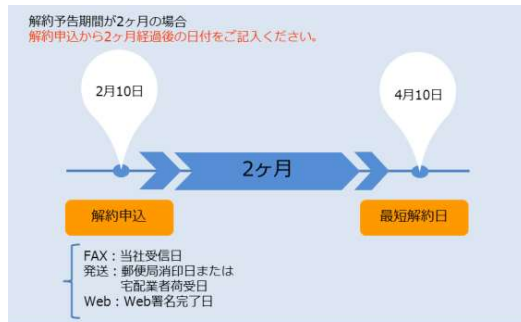 解約予告期間が2ヶ月の場合
解約申込から2ヶ月経過後の日付をご記入ください。
2月10日
4月10日
2ヶ月
解約申込
最短解約日
FAX：当社受信日
発送：郵便局消印日または
宅配業者荷受日
Web：Web署名完了日